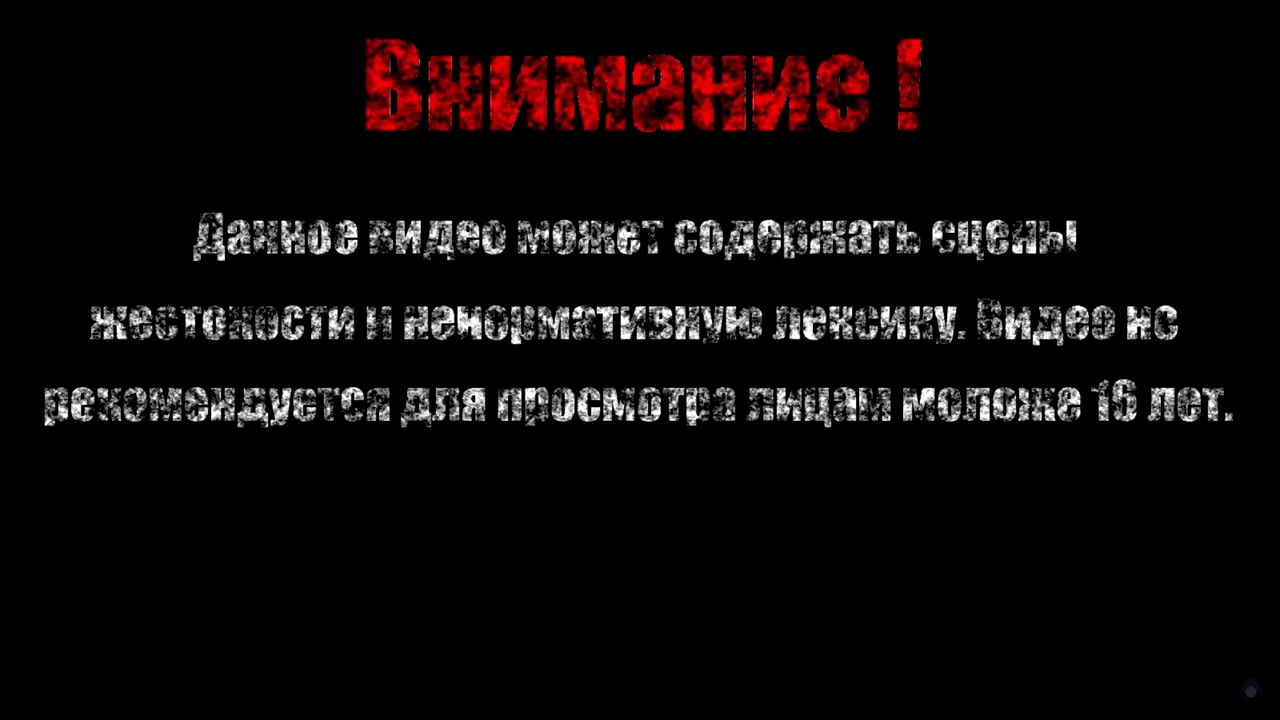 Внимание !
Данное видео может содержать сцены
жестокости и ненормативную лексику. Видео не
рекомендуется для просмотра лицам моложе 16 лет.